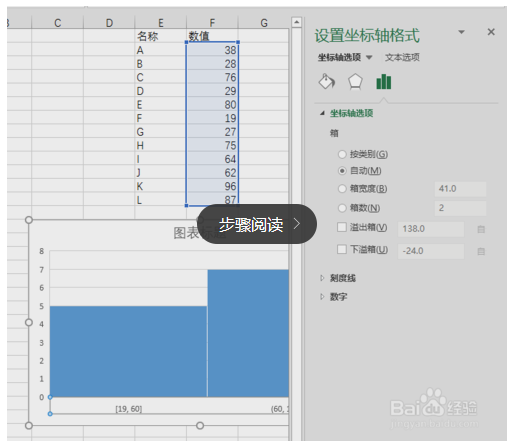 C D E F G
设置坐标轴格式
名称 数值
坐标轴选项 文本选项
A 38
B 28
C 76
D 29
E 80
F 19
G 27
H 75
I 64
J 62
K 96
L 87
坐标轴选项
箱
按类别(G)
自动(M)
箱宽度(B) 41.0
箱数(N) 2
溢出箱(V) 138.0
下溢箱(U) -24.0
刻度线
数字
步骤阅读
图表
8
7
6
5
4
3
2
1
0
[19, 60]
(60,
Baidu 经验